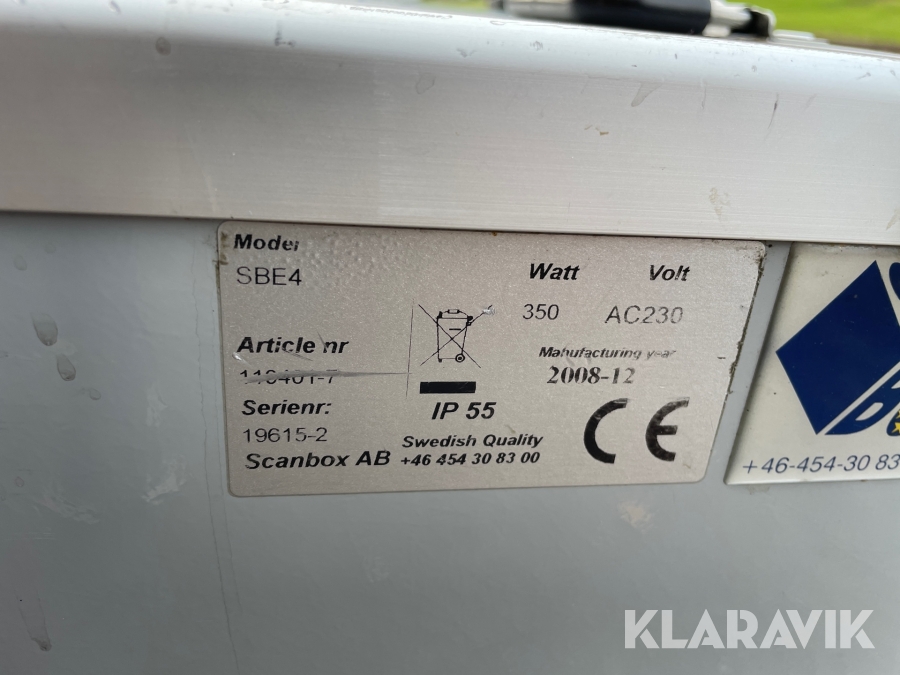 KLARAVIK
Model
SBE4
Watt Volt
350 AC230
Article nr
Manufacturing year
2008-12
Serienr:
19615-2
IP 55
CE
Swedish Quality
Scanbox AB +46 454 30 83 00
+46-454-30 83
KLARAVIK